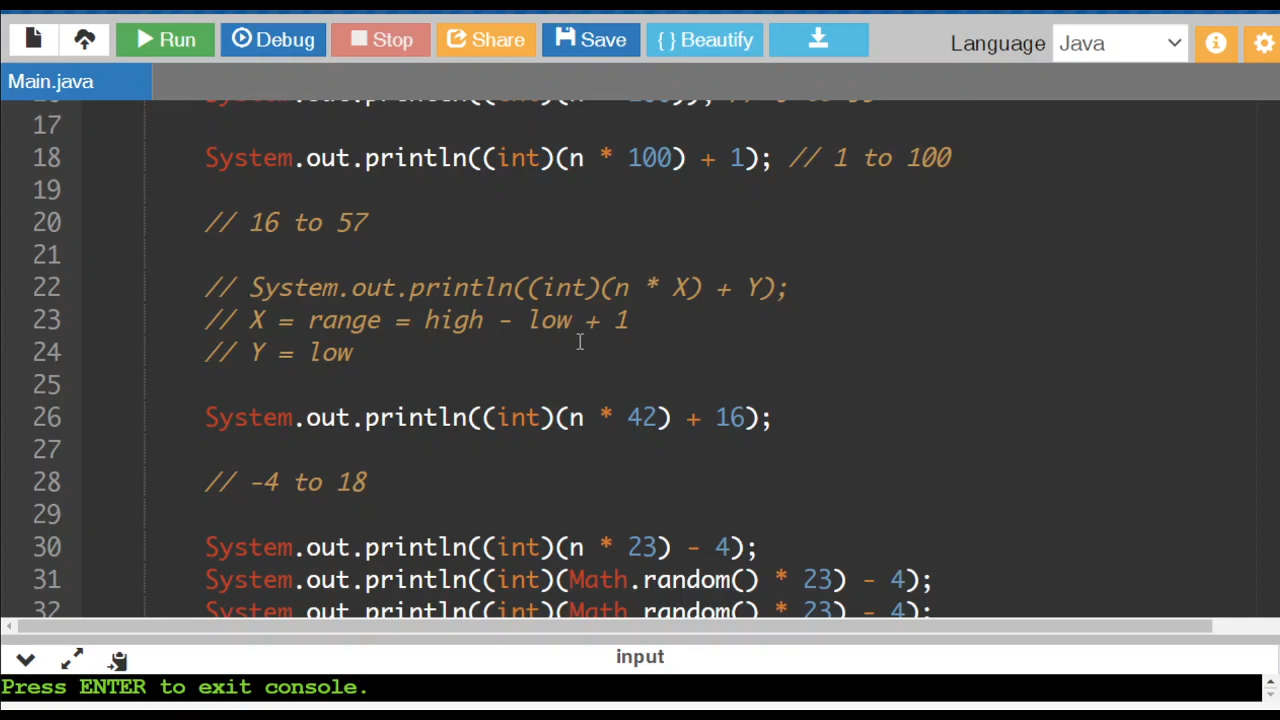 Run Debug Stop Share Save { } Beautify Language Java
Main.java
17
18 System.out.println((int)(n * 100) + 1); // 1 to 100
19
20 // 16 to 57
21
22 // System.out.println((int)(n * X) + Y);
23 // X = range = high - low + 1
24 // Y = low
25
26 System.out.println((int)(n * 42) + 16);
27
28 // -4 to 18
29
30 System.out.println((int)(n * 23) - 4);
31 System.out.println((int)(Math.random() * 23) - 4);
32 System.out.println((int)(Math.random() * 23) - 4);
input
Press ENTER to exit console.